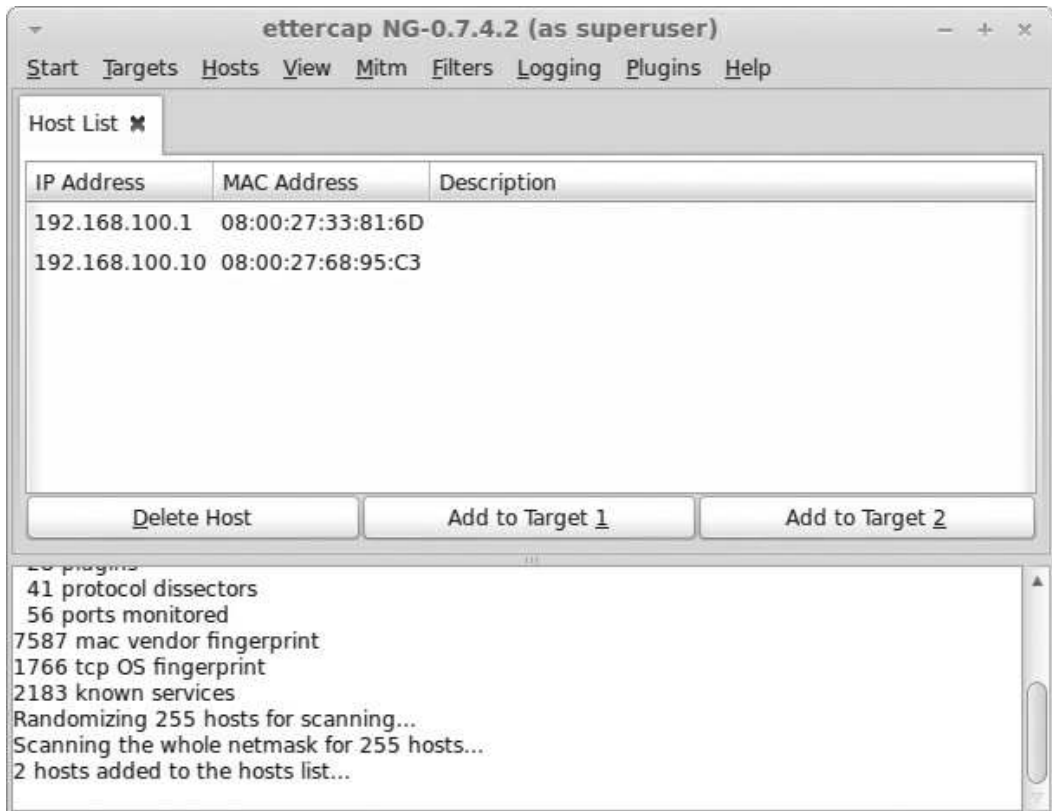 ettercap NG-0.7.4.2 (as superuser)
Start Targets Hosts View Mitm Filters Logging Plugins Help
Host List
IP Address MAC Address Description
192.168.100.1 08:00:27:33:81:6D
192.168.100.10 08:00:27:68:95:C3
Delete Host Add to Target 1 Add to Target 2
plugins
41 protocol dissectors
56 ports monitored
7587 mac vendor fingerprint
1766 tcp OS fingerprint
2183 known services
Randomizing 255 hosts for scanning...
Scanning the whole netmask for 255 hosts...
2 hosts added to the hosts list...